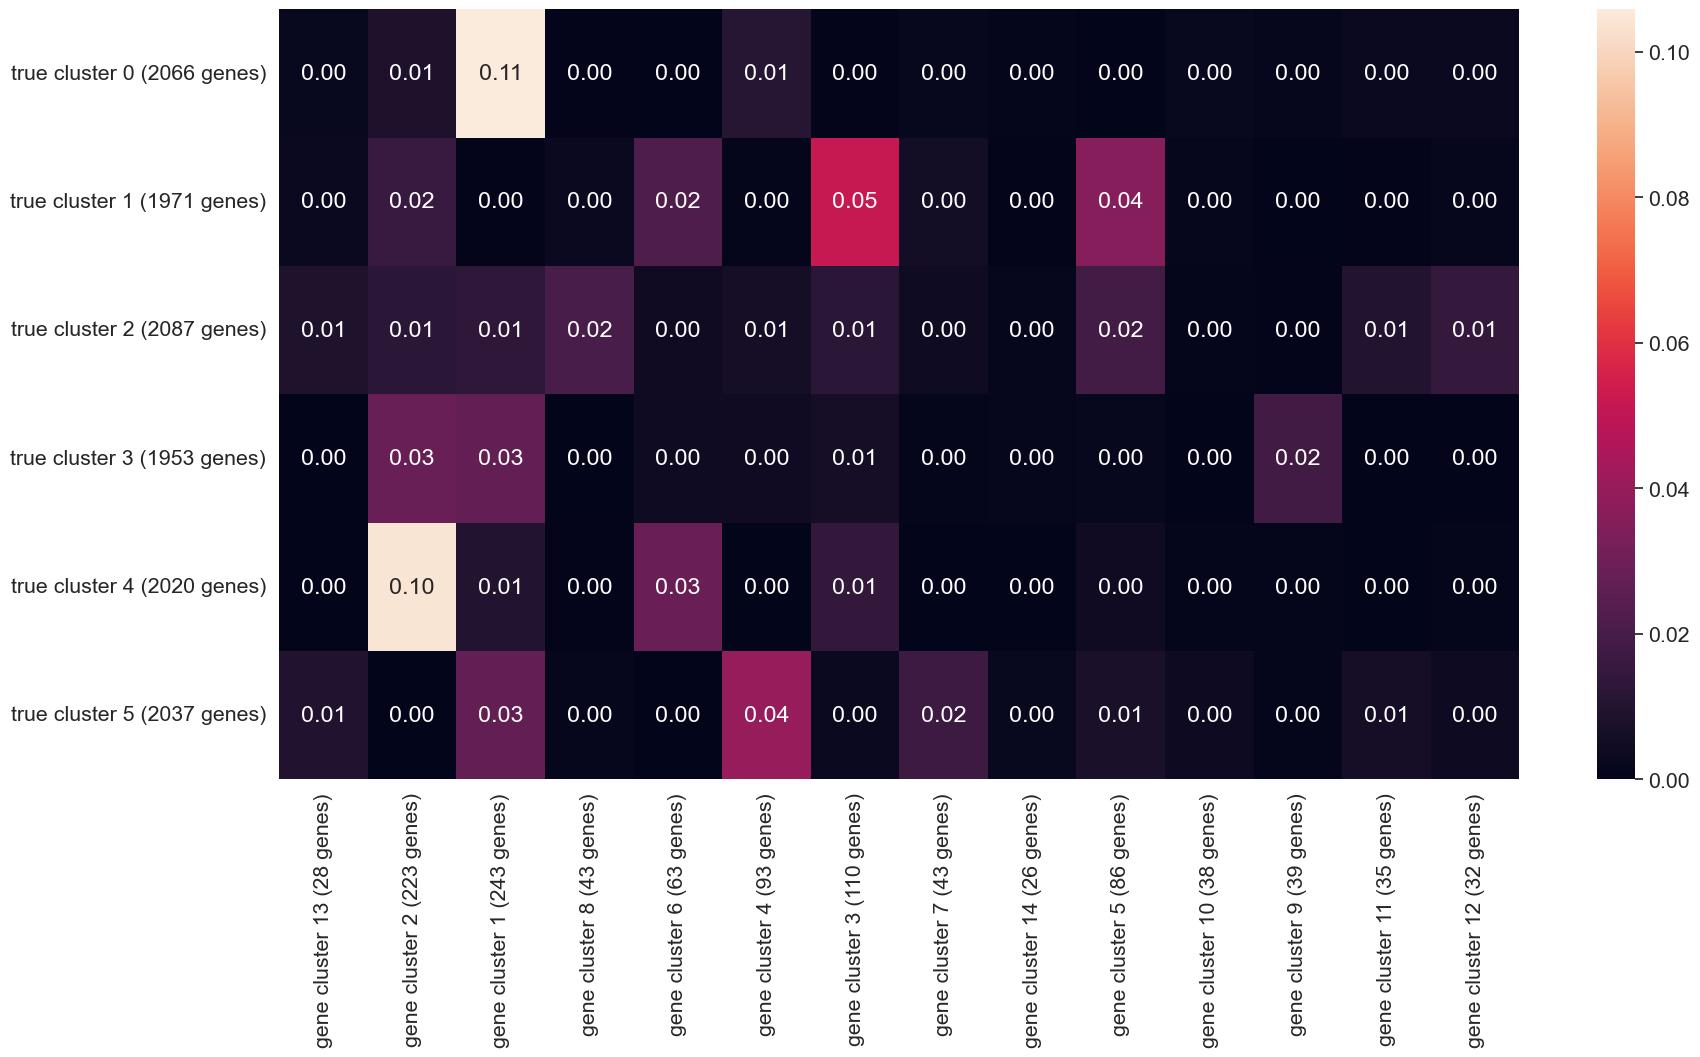 true cluster 0 (2066 genes) 0.00 0.01 0.11 0.00 0.00 0.01 0.00 0.00 0.00 0.00 0.00 0.00 0.00 0.00
true cluster 1 (1971 genes) 0.00 0.02 0.00 0.00 0.02 0.00 0.05 0.00 0.00 0.04 0.00 0.00 0.00 0.00
true cluster 2 (2087 genes) 0.01 0.01 0.01 0.02 0.00 0.01 0.01 0.00 0.00 0.02 0.00 0.00 0.01 0.01
true cluster 3 (1953 genes) 0.00 0.03 0.03 0.00 0.00 0.00 0.01 0.00 0.00 0.00 0.00 0.02 0.00 0.00
true cluster 4 (2020 genes) 0.00 0.10 0.01 0.00 0.03 0.00 0.01 0.00 0.00 0.00 0.00 0.00 0.00 0.00
true cluster 5 (2037 genes) 0.01 0.00 0.03 0.00 0.00 0.04 0.00 0.02 0.00 0.01 0.00 0.00 0.01 0.00
gene cluster 13 (28 genes)
gene cluster 2 (223 genes)
gene cluster 1 (243 genes)
gene cluster 8 (43 genes)
gene cluster 6 (63 genes)
gene cluster 4 (93 genes)
gene cluster 3 (110 genes)
gene cluster 7 (43 genes)
gene cluster 14 (26 genes)
gene cluster 5 (86 genes)
gene cluster 10 (38 genes)
gene cluster 9 (39 genes)
gene cluster 11 (35 genes)
gene cluster 12 (32 genes)
0.10
0.08
0.06
0.04
0.02
0.00